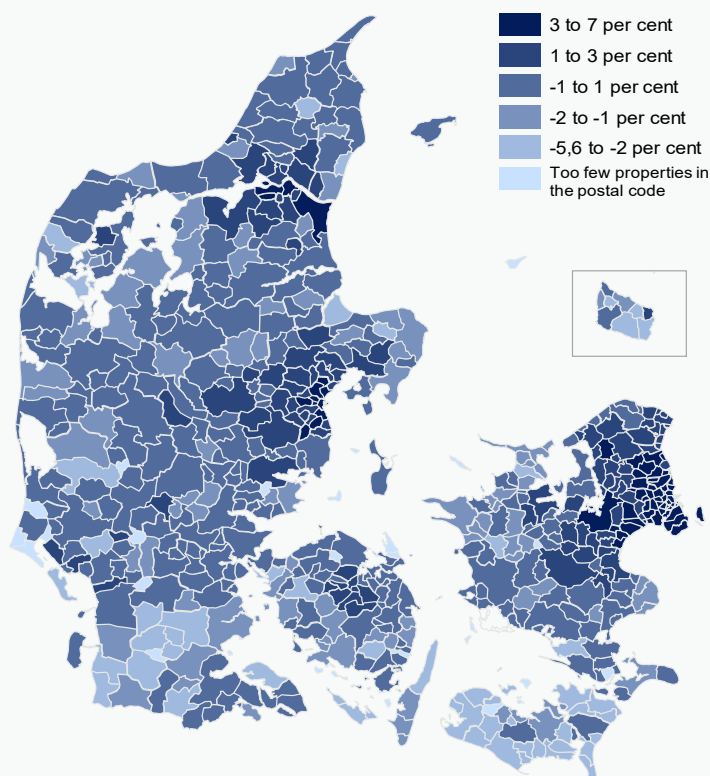 3 to 7 per cent
1 to 3 per cent
-1 to 1 per cent
-2 to -1 per cent
-5,6 to -2 per cent
Too few properties in
the postal code